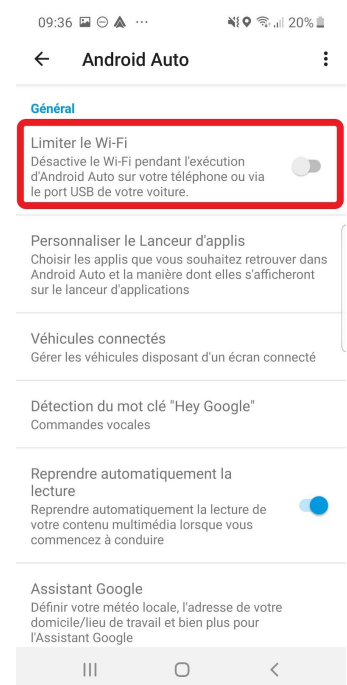 09:36
20%
Android Auto
Général
Limiter le Wi-Fi
Désactive le Wi-Fi pendant l'exécution
d'Android Auto sur votre téléphone ou via
le port USB de votre voiture.
Personnaliser le Lanceur d'applis
Choisir les applis que vous souhaitez retrouver dans
Android Auto et la manière dont elles s'afficheront
sur le lanceur d'applications
Véhicules connectés
Gérer les véhicules disposant d'un écran connecté
Détection du mot clé "Hey Google"
Commandes vocales
Reprendre automatiquement la
lecture
Reprendre automatiquement la lecture de
votre contenu multimédia lorsque vous
commencez à conduire
Assistant Google
Définir votre météo locale, l'adresse de votre
domicile/lieu de travail et bien plus pour
l'Assistant Google